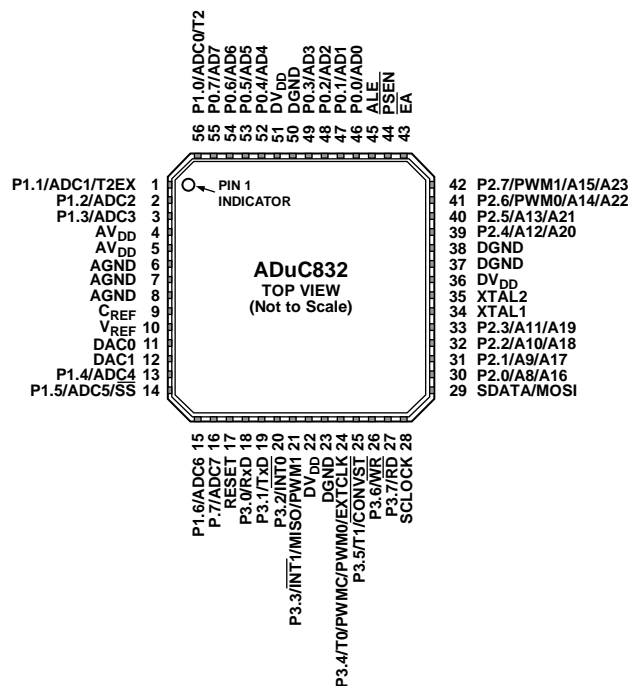 56 P1.0/ADC0/T2
55 P0.7/AD7
54 P0.6/AD6
53 P0.5/AD5
52 P0.4/AD4
51 DVDD
50 DGND
49 P0.3/AD3
48 P0.2/AD2
47 P0.1/AD1
46 P0.0/AD0
45 ALE
44 PSEN
43 EA
P1.1/ADC1/T2EX 1
P1.2/ADC2 2
P1.3/ADC3 3
AVDD 4
AVDD 5
AGND 6
AGND 7
AGND 8
CREF 9
VREF 10
DAC0 11
DAC1 12
P1.4/ADC4 13
P1.5/ADC5/SS 14
PIN 1
INDICATOR
ADuC832
TOP VIEW
(Not to Scale)
42 P2.7/PWM1/A15/A23
41 P2.6/PWM0/A14/A22
40 P2.5/A13/A21
39 P2.4/A12/A20
38 DGND
37 DGND
36 DVDD
35 XTAL2
34 XTAL1
33 P2.3/A11/A19
32 P2.2/A10/A18
31 P2.1/A9/A17
30 P2.0/A8/A16
29 SDATA/MOSI
P1.6/ADC6 15
P.7/ADC7 16
RESET 17
P3.0/RxD 18
P3.1/TxD 19
P3.2/INT0 20
P3.3/INT1/MISO/PWM1 21
DVDD 22
DGND 23
P3.4/T0/PWMC/PWM0/EXTCLK 24
P3.5/T1/CONVST 25
P3.6/WR 26
P3.7/RD 27
SCLOCK 28